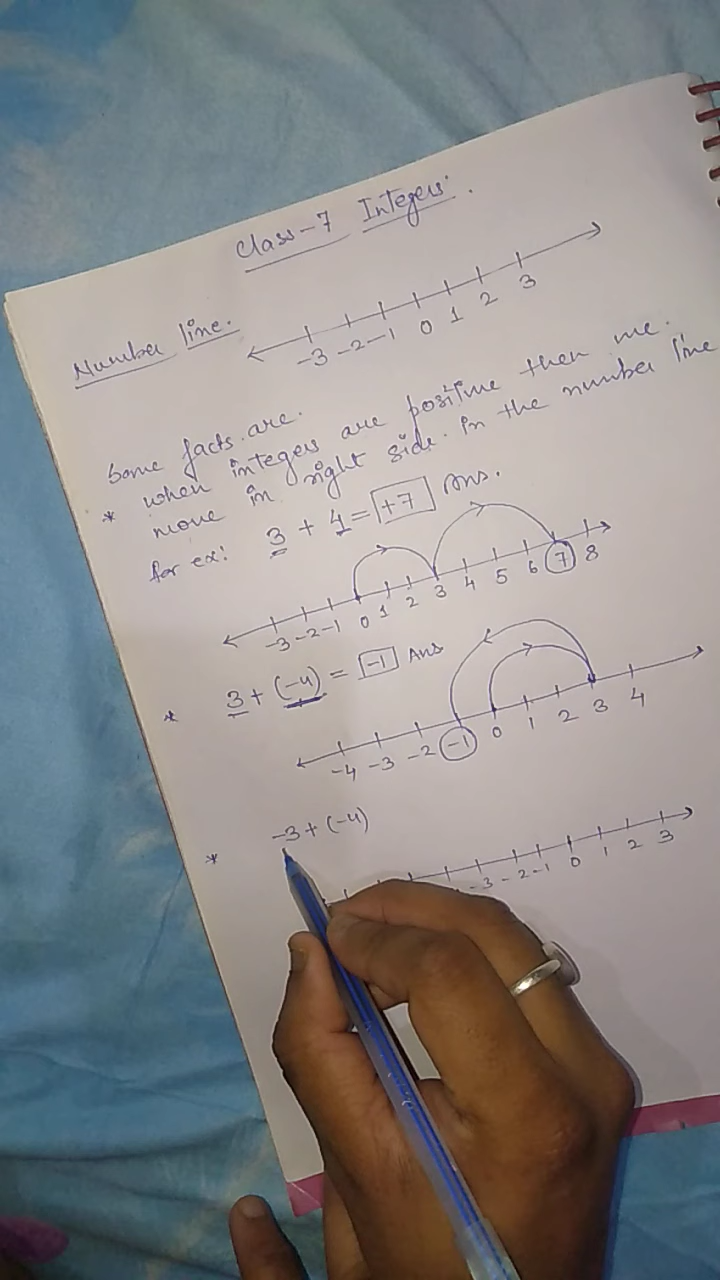 Class-7 Integers.
Number line.
-3 -2 -1 0 1 2 3
Some facts are.
* when integers are positive then me.
move in right side. in the number line
for ex: 3 + 4 = +7 Ans.
-3 -2 -1 0 1 2 3 4 5 6 7 8
* 3 + (-4) = -1 Ans
-4 -3 -2 -1 0 1 2 3 4
* -3 + (-4)
-3 -2 -1 0 1 2 3